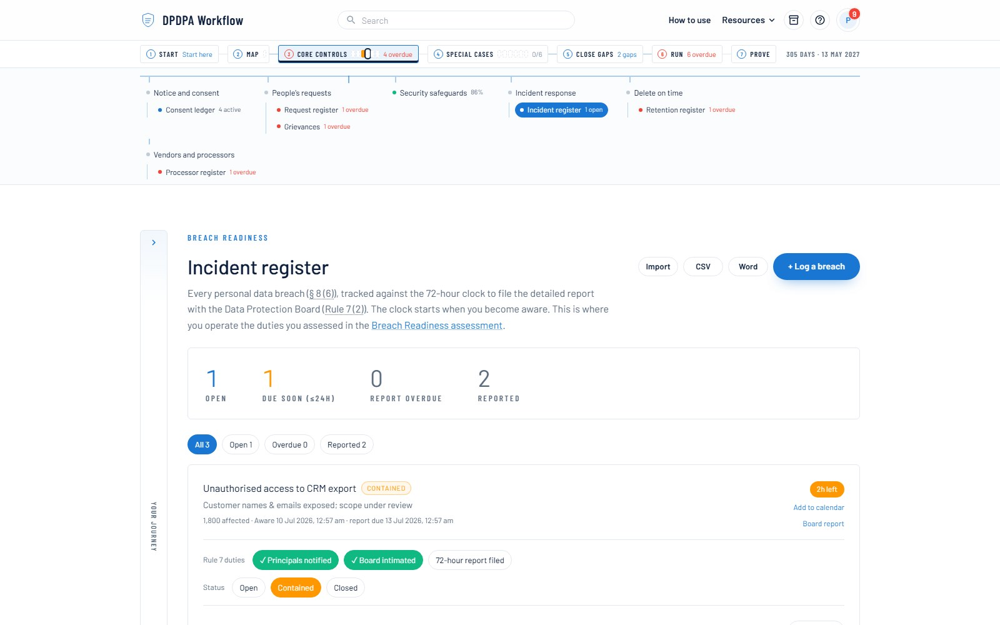 DPDPA Workflow
Search
How to use
Resources
P
9
1 START Start here
2 MAP
3 CORE CONTROLS 4 overdue
4 SPECIAL CASES 0/6
5 CLOSE GAPS 2 gaps
6 RUN 6 overdue
7 PROVE
305 DAYS · 13 MAY 2027
Notice and consent
Consent ledger 4 active
People's requests
Request register 1 overdue
Grievances 1 overdue
Security safeguards 86%
Incident response
Incident register 1 open
Delete on time
Retention register 1 overdue
Vendors and processors
Processor register 1 overdue
YOUR JOURNEY
BREACH READINESS
Incident register
Import
CSV
Word
+ Log a breach
Every personal data breach (§ 8(6)), tracked against the 72-hour clock to file the detailed report
with the Data Protection Board (Rule 7(2)). The clock starts when you become aware. This is where
you operate the duties you assessed in the Breach Readiness assessment.
1 OPEN
1 DUE SOON (≤24H)
0 REPORT OVERDUE
2 REPORTED
All 3
Open 1
Overdue 0
Reported 2
Unauthorised access to CRM export CONTAINED
2h left
Customer names & emails exposed; scope under review
Add to calendar
1,800 affected · Aware 10 Jul 2026, 12:57 am · report due 13 Jul 2026, 12:57 am
Board report
Rule 7 duties ✓ Principals notified ✓ Board intimated 72-hour report filed
Status Open Contained Closed